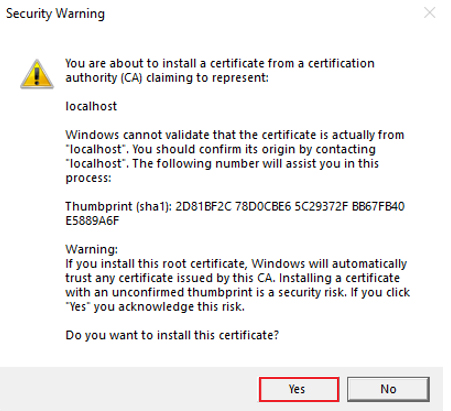 Security Warning
You are about to install a certificate from a certification
authority (CA) claiming to represent:
localhost
Windows cannot validate that the certificate is actually from
"localhost". You should confirm its origin by contacting
"localhost". The following number will assist you in this
process:
Thumbprint (sha1): 2D81BF2C 78D0CBE6 5C29372F BB67FB40
E5889A6F
Warning:
If you install this root certificate, Windows will automatically
trust any certificate issued by this CA. Installing a certificate
with an unconfirmed thumbprint is a security risk. If you click
"Yes" you acknowledge this risk.
Do you want to install this certificate?
Yes
No